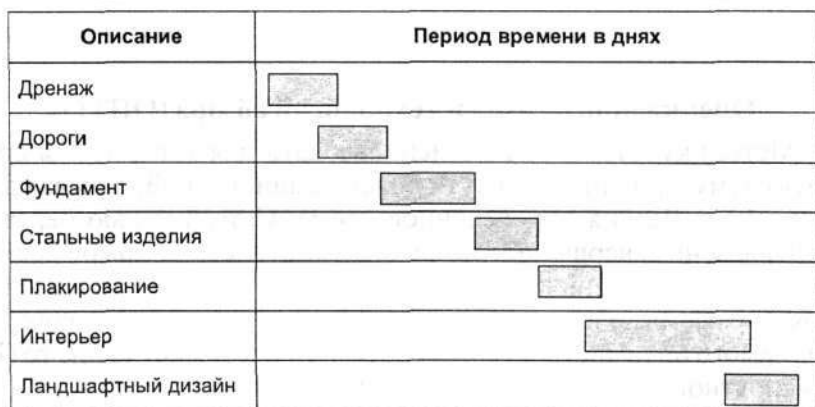 Описание
Период времени в днях
Дренаж
Дороги
Фундамент
Стальные изделия
Плакирование
Интерьер
Ландшафтный дизайн